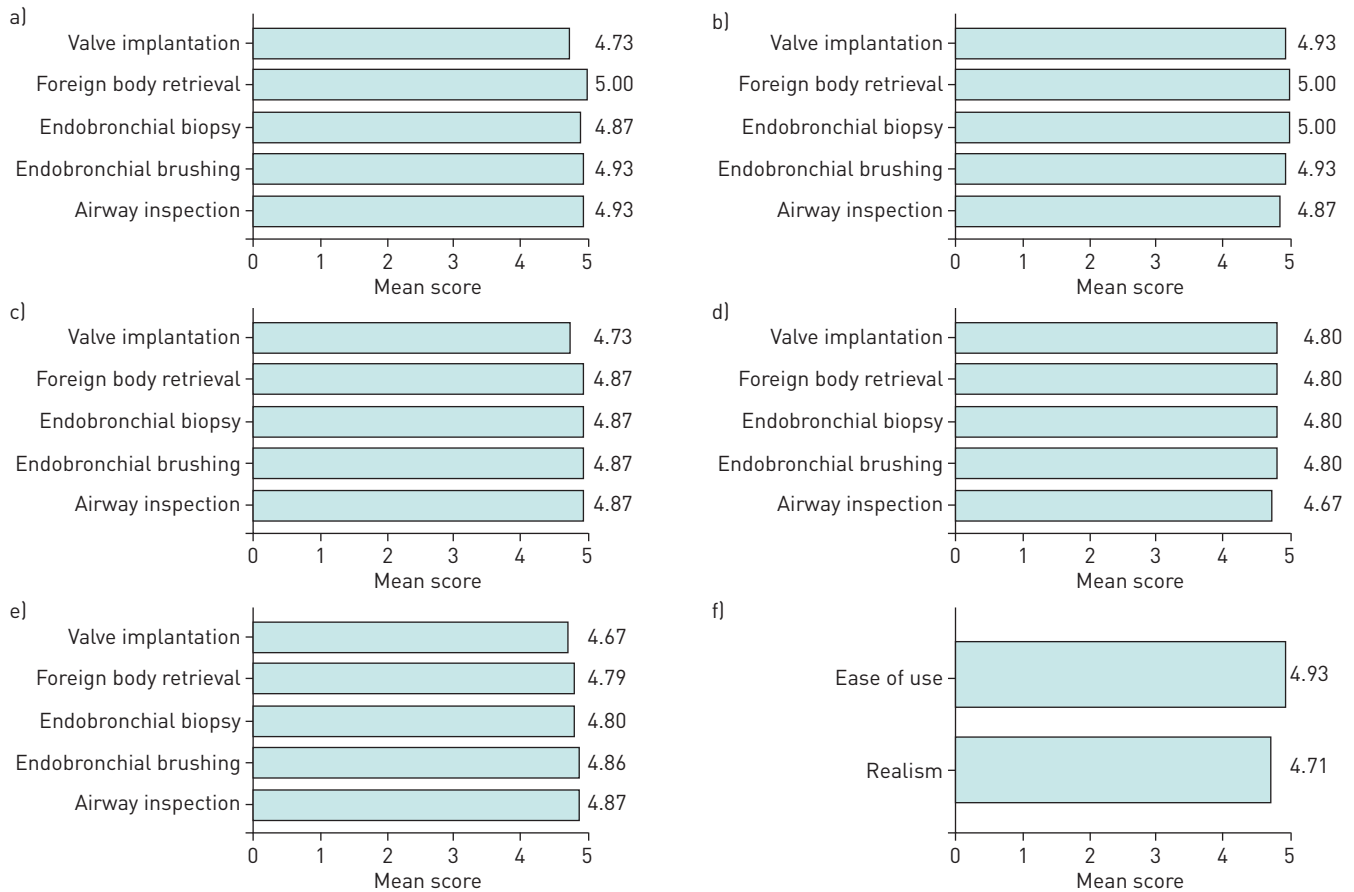 a)
Valve implantation 4.73
Foreign body retrieval 5.00
Endobronchial biopsy 4.87
Endobronchial brushing 4.93
Airway inspection 4.93
0 1 2 3 4 5
Mean score
b)
Valve implantation 4.93
Foreign body retrieval 5.00
Endobronchial biopsy 5.00
Endobronchial brushing 4.93
Airway inspection 4.87
0 1 2 3 4 5
Mean score
c)
Valve implantation 4.73
Foreign body retrieval 4.87
Endobronchial biopsy 4.87
Endobronchial brushing 4.87
Airway inspection 4.87
0 1 2 3 4 5
Mean score
d)
Valve implantation 4.80
Foreign body retrieval 4.80
Endobronchial biopsy 4.80
Endobronchial brushing 4.80
Airway inspection 4.67
0 1 2 3 4 5
Mean score
e)
Valve implantation 4.67
Foreign body retrieval 4.79
Endobronchial biopsy 4.80
Endobronchial brushing 4.86
Airway inspection 4.87
0 1 2 3 4 5
Mean score
f)
Ease of use 4.93
Realism 4.71
0 1 2 3 4 5
Mean score